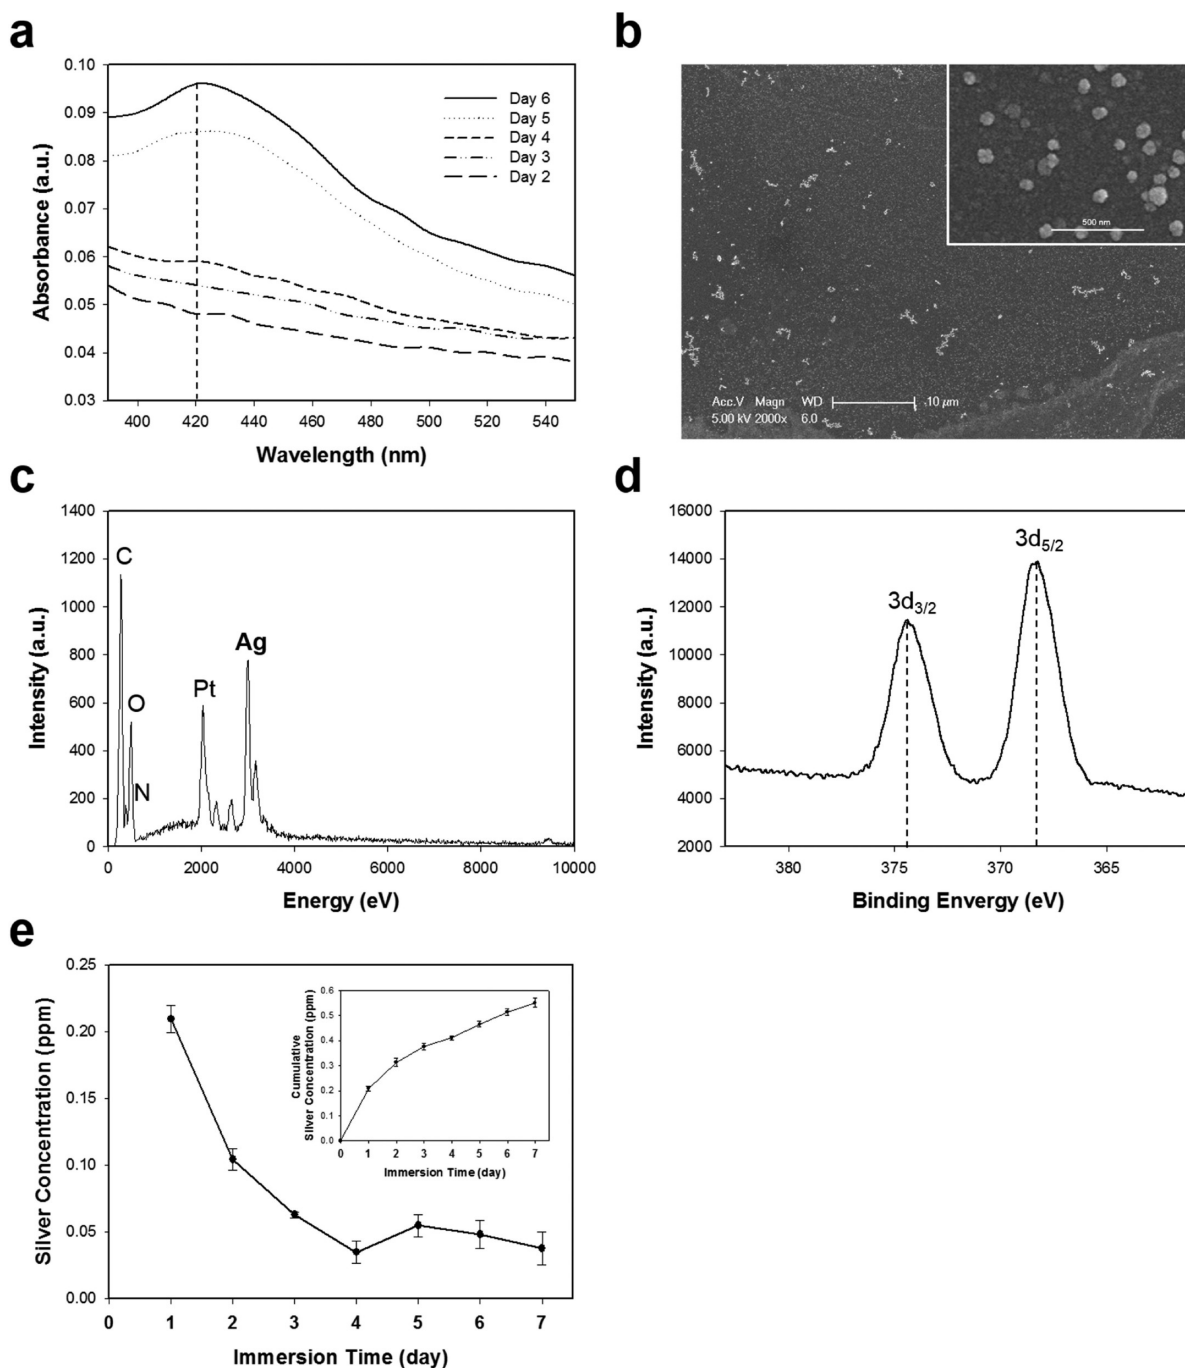 a
0.10
0.09
0.08
0.07
0.06
0.05
0.04
0.03
Absorbance (a.u.)
Day 6
Day 5
Day 4
Day 3
Day 2
400 420 440 460 480 500 520 540
Wavelength (nm)
b
500 nm
Acc.V Magn WD
5.00 kV 2000x 6.0
10 µm
c
1400
1200
1000
800
600
400
200
0
Intensity (a.u.)
C
O
N
Pt
Ag
0 2000 4000 6000 8000 10000
Energy (eV)
d
16000
14000
12000
10000
8000
6000
4000
2000
Intensity (a.u.)
3d3/2
3d5/2
380 375 370 365
Binding Envergy (eV)
e
0.25
0.20
0.15
0.10
0.05
0.00
Silver Concentration (ppm)
0.6
0.5
0.4
0.3
0.2
0.1
0.0
Cumulative
Silver Concentration (ppm)
0 1 2 3 4 5 6 7
Immersion Time (day)
0 1 2 3 4 5 6 7
Immersion Time (day)